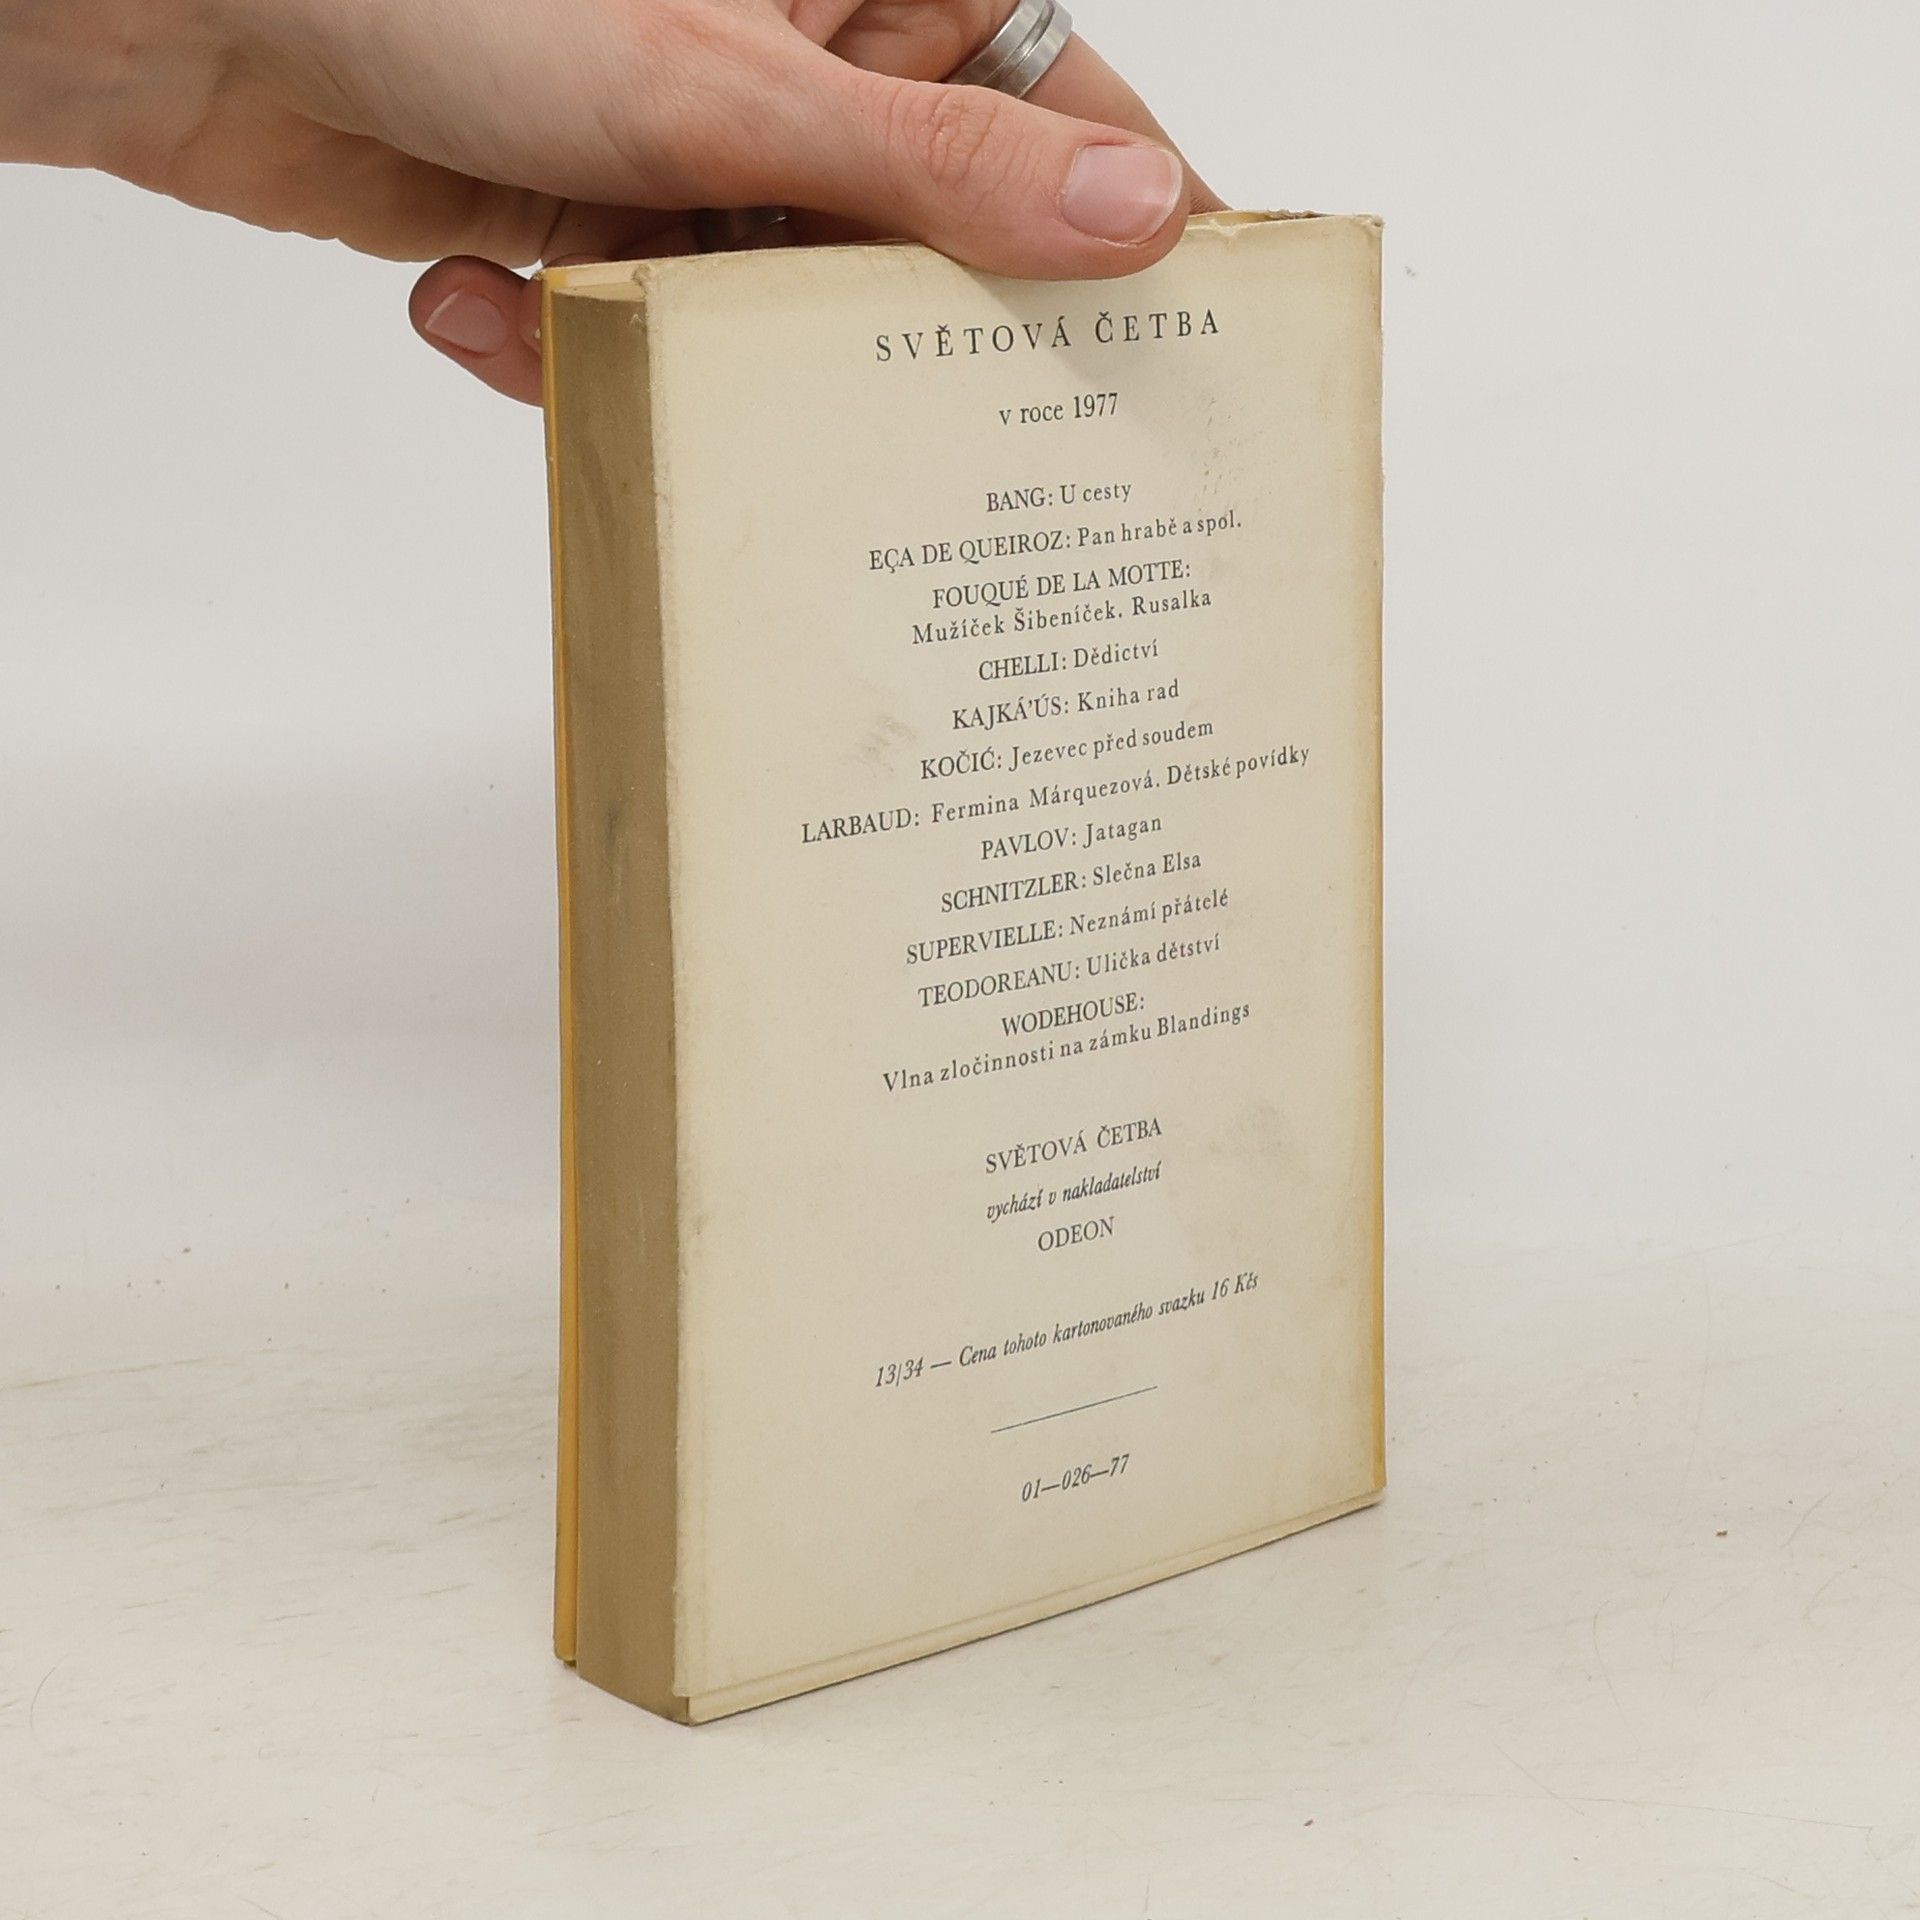 SVĚTOVÁ ČETBA
v roce 1977
BANG: U cesty
EÇA DE QUEIROZ: Pan hrabě a spol.
FOUQUÉ DE LA MOTTE:
Mužíček Šibeníček. Rusalka
CHELLI: Dědictví
KAJKÁ'ÚS: Kniha rad
KOČIĆ: Jezevec před soudem
LARBAUD: Fermina Márquezová. Dětské povídky
PAVLOV: Jatagan
SCHNITZLER: Slečna Elsa
SUPERVIELLE: Neznámí přátelé
TEODOREANU: Ulička dětství
WODEHOUSE:
Vlna zločinnosti na zámku Blandings
SVĚTOVÁ ČETBA
vychází v nakladatelství
ODEON
13/34 — Cena tohoto kartonovaného svazku 16 Kčs
01—026—77